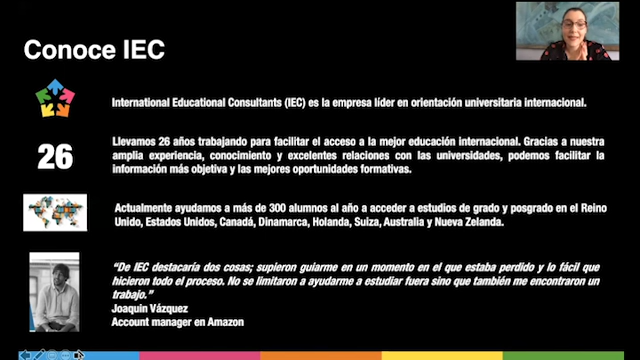 Conoce IEC
International Educational Consultants (IEC) es la empresa líder en orientación universitaria internacional.
26
Llevamos 26 años trabajando para facilitar el acceso a la mejor educación internacional. Gracias a nuestra
amplia experiencia, conocimiento y excelentes relaciones con las universidades, podemos facilitar la
información más objetiva y las mejores oportunidades formativas.
Actualmente ayudamos a más de 300 alumnos al año a acceder a estudios de grado y posgrado en el Reino
Unido, Estados Unidos, Canadá, Dinamarca, Holanda, Suiza, Australia y Nueva Zelanda.
“De IEC destacaría dos cosas; supieron guiarme en un momento en el que estaba perdido y lo fácil que
hicieron todo el proceso. No se limitaron a ayudarme a estudiar fuera sino que también me encontraron un
trabajo.”
Joaquin Vázquez
Account manager en Amazon